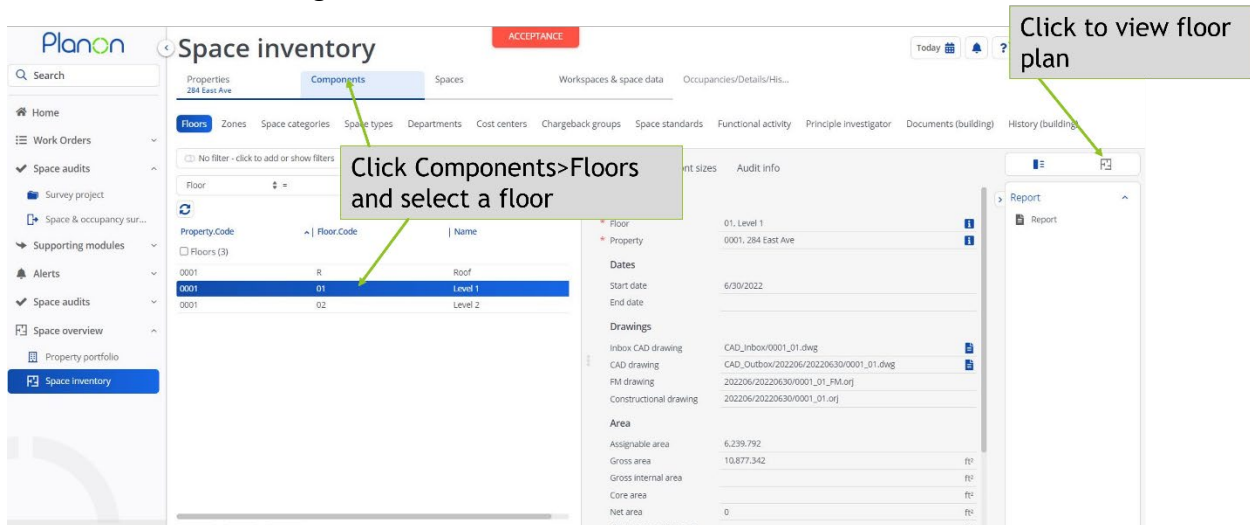 Planon
Space inventory
ACCEPTANCE
Today
?
Click to view floor
plan
Search
Properties
284 East Ave
Components
Spaces
Workspaces & space data
Occupancies/Details/His...
Home
Work Orders
Space audits
Survey project
Space & occupancy sur...
Supporting modules
Alerts
Space audits
Space overview
Property portfolio
Space inventory
Floors Zones Space categories Space types Departments Cost centers Chargeback groups Space standards Functional activity Principle investigator Documents (building) History (building)
No filter - click to add or show filters
Floor =
Click Components>Floors
and select a floor
Property.Code | Floor.Code | Name
Floors (3)
0001 R Roof
0001 01 Level 1
0001 02 Level 2
nt sizes Audit info
* Floor 01, Level 1
* Property 0001, 284 East Ave
Dates
Start date 6/30/2022
End date
Drawings
Inbox CAD drawing CAD_Inbox/0001_01.dwg
CAD drawing CAD_Outbox/202206/20220630/0001_01.dwg
FM drawing 202206/20220630/0001_01_FM.orj
Constructional drawing 202206/20220630/0001_01.orj
Area
Assignable area 6,239.792
Gross area 10,877.342 ft²
Gross internal area ft²
Core area ft²
Net area 0 ft²
Report
Report